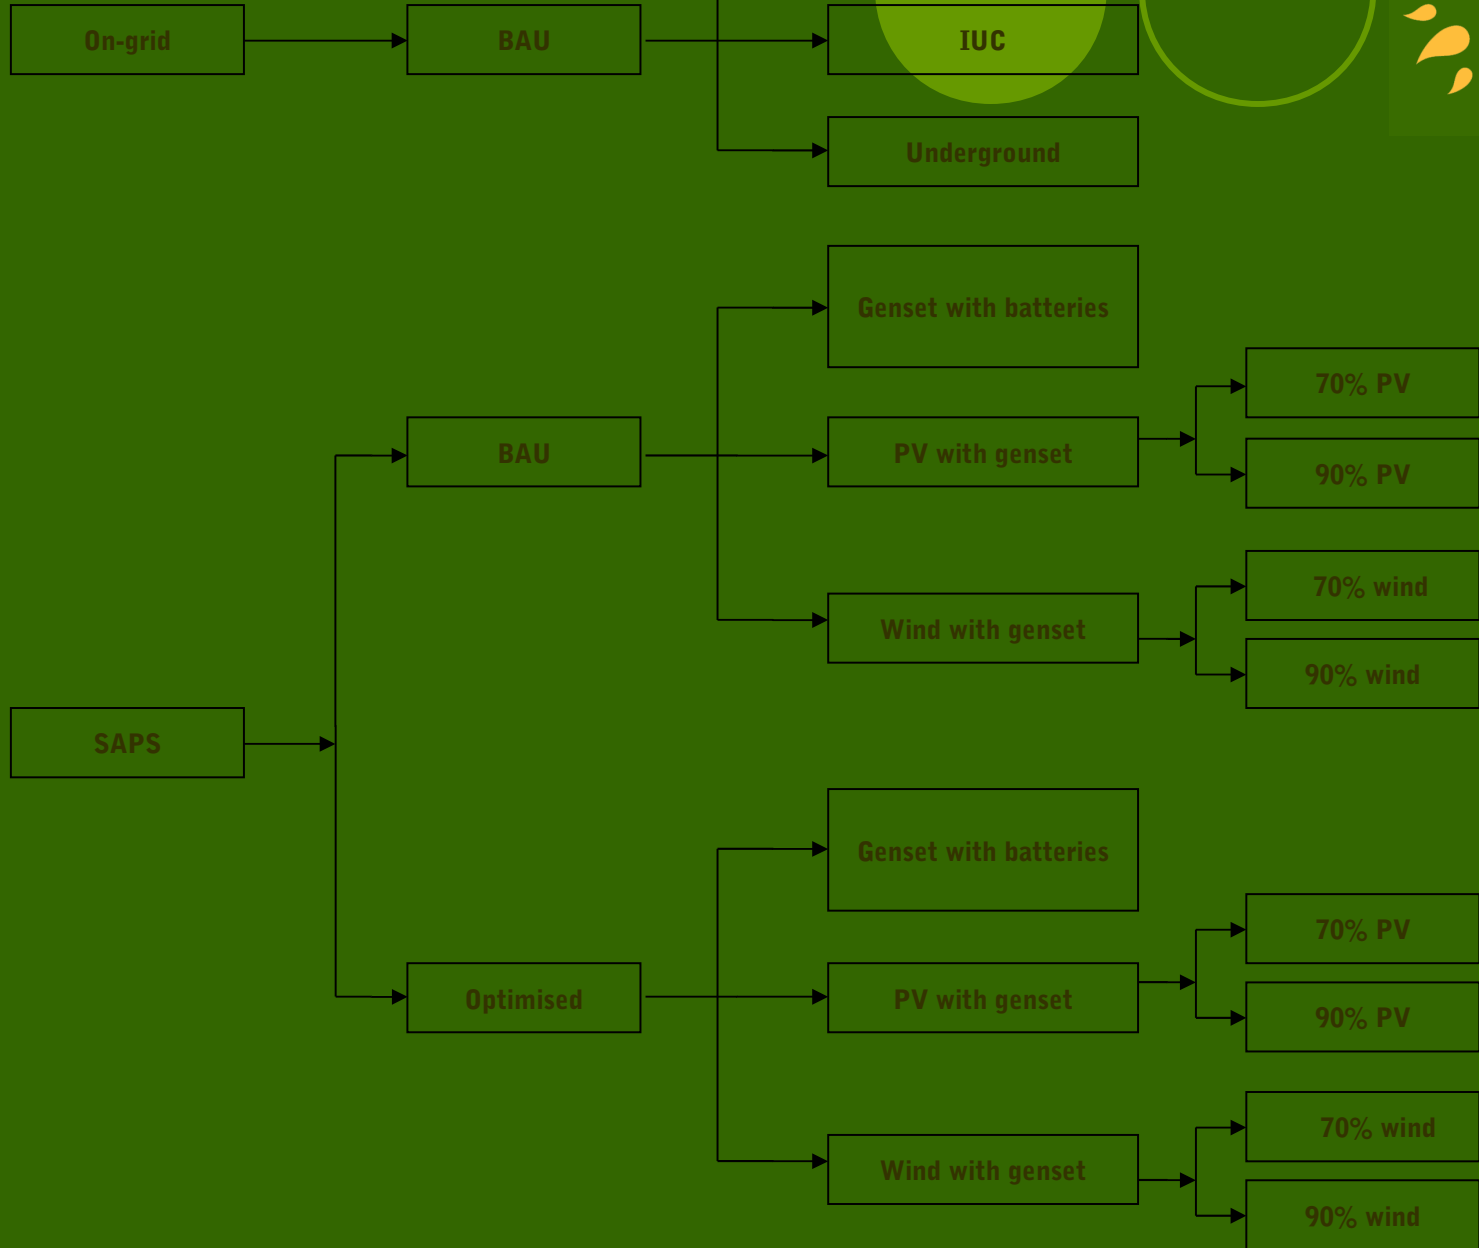 On-grid
BAU
IUC
Underground
Genset with batteries
70% PV
BAU
PV with genset
90% PV
70% wind
Wind with genset
90% wind
SAPS
Genset with batteries
70% PV
Optimised
PV with genset
90% PV
70% wind
Wind with genset
90% wind